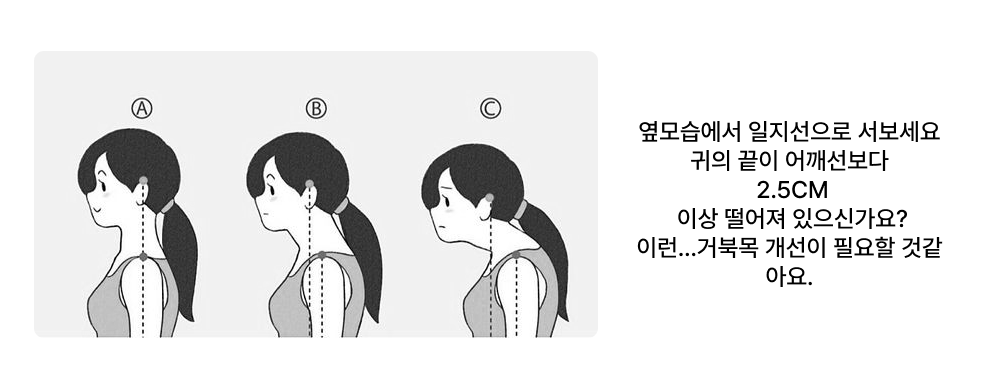 Ⓐ Ⓑ Ⓒ
옆모습에서 일지선으로 서보세요
귀의 끝이 어깨선보다
2.5CM
이상 떨어져 있으신가요?
이런...거북목 개선이 필요할 것같
아요.